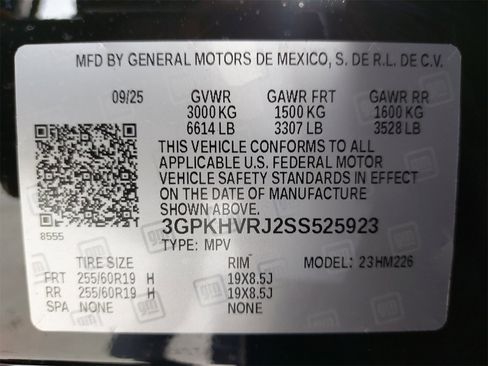 MFD BY GENERAL MOTORS DE MEXICO, S. DE R.L. DE C.V.
09/25 GVWR GAWR FRT GAWR RR
3000 KG 1500 KG 1600 KG
6614 LB 3307 LB 3528 LB
THIS VEHICLE CONFORMS TO ALL
APPLICABLE U.S. FEDERAL MOTOR
VEHICLE SAFETY STANDARDS IN EFFECT
ON THE DATE OF MANUFACTURE
SHOWN ABOVE.
8555
3GPKHVRJ2SS525923
TYPE: MPV
TIRE SIZE RIM MODEL: 23HM226
FRT 255/60R19 H 19X8.5J
RR 255/60R19 H 19X8.5J
SPA NONE NONE